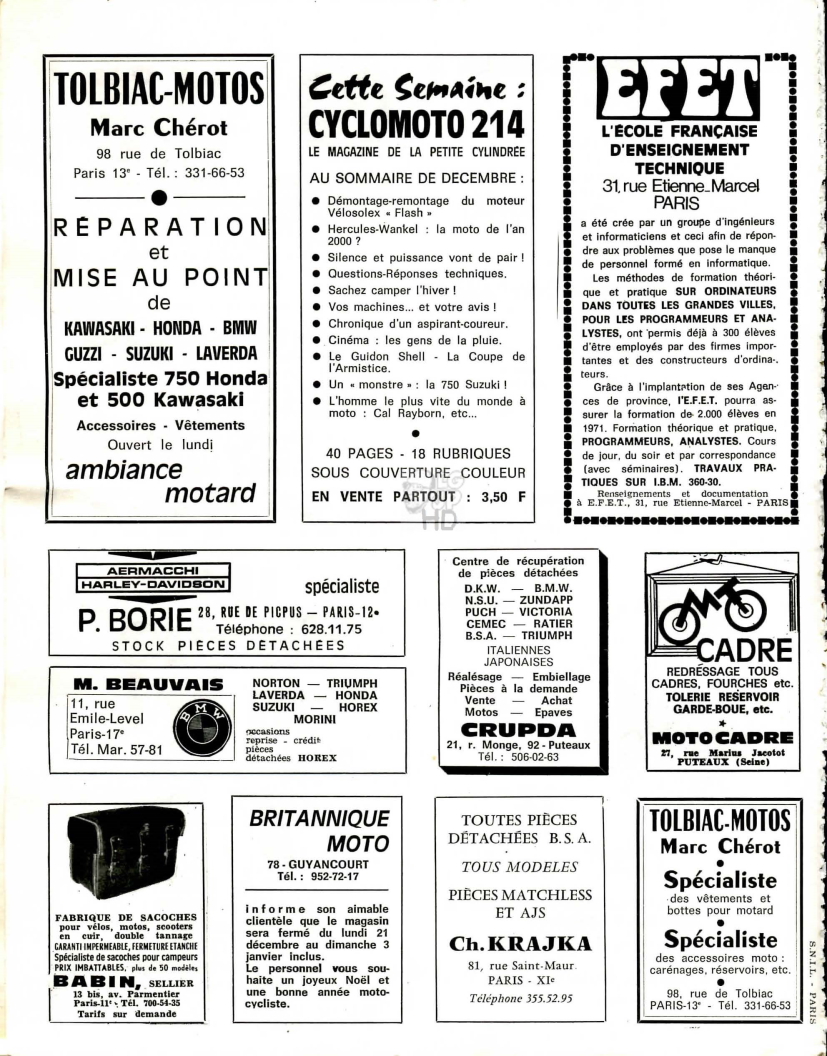 TOLBIAC-MOTOS
Marc Chérot
98 rue de Tolbiac
Paris 13e - Tél. : 331-66-53
RÉPARATION
et
MISE AU POINT
de
KAWASAKI - HONDA - BMW
GUZZI - SUZUKI - LAVERDA
Spécialiste 750 Honda
et 500 Kawasaki
Accessoires - Vêtements
Ouvert le lundi
ambiance
motard
Cette Semaine :
CYCLOMOTO 214
LE MAGAZINE DE LA PETITE CYLINDRÉE
AU SOMMAIRE DE DECEMBRE :
● Démontage-remontage du moteur
Vélosolex « Flash »
● Hercules-Wankel : la moto de l'an
2000 ?
● Silence et puissance vont de pair !
● Questions-Réponses techniques.
● Sachez camper l'hiver !
● Vos machines... et votre avis !
● Chronique d'un aspirant-coureur.
● Cinéma : les gens de la pluie.
● Le Guidon Shell - La Coupe de
l'Armistice.
● Un « monstre » : la 750 Suzuki !
● L'homme le plus vite du monde à
moto : Cal Rayborn, etc...
●
40 PAGES - 18 RUBRIQUES
SOUS COUVERTURE COULEUR
EN VENTE PARTOUT : 3,50 F
HD
EFET
L'ÉCOLE FRANÇAISE
D'ENSEIGNEMENT
TECHNIQUE
31, rue Etienne-Marcel
PARIS
a été crée par un groupe d'ingénieurs
et informaticiens et ceci afin de répon-
dre aux problèmes que pose le manque
de personnel formé en informatique.
Les méthodes de formation théori-
que et pratique SUR ORDINATEURS
DANS TOUTES LES GRANDES VILLES,
POUR LES PROGRAMMEURS ET ANA-
LYSTES, ont permis déjà à 300 élèves
d'être employés par des firmes impor-
tantes et des constructeurs d'ordina-
teurs.
Grâce à l'implantation de ses Agen-
ces de province, l'E.F.E.T. pourra as-
surer la formation de 2.000 élèves en
1971. Formation théorique et pratique,
PROGRAMMEURS, ANALYSTES. Cours
de jour, du soir et par correspondance
(avec séminaires). TRAVAUX PRA-
TIQUES SUR I.B.M. 360-30.
Renseignements et documentation
à E.F.E.T., 31, rue Etienne-Marcel - PARIS
AERMACCHI
HARLEY-DAVIDSON
spécialiste
P. BORIE 28, RUE DE PICPUS — PARIS-12e
Téléphone : 628.11.75
STOCK PIÈCES DÉTACHÉES
M. BEAUVAIS
11, rue
Emile-Level
Paris-17e
Tél. Mar. 57-81
BMW
NORTON — TRIUMPH
LAVERDA — HONDA
SUZUKI — HOREX
MORINI
occasions
reprise - crédit
pièces
détachées HOREX
Centre de récupération
de pièces détachées
D.K.W. — B.M.W.
N.S.U. — ZUNDAPP
PUCH — VICTORIA
CEMEC — RATIER
B.S.A. — TRIUMPH
ITALIENNES
JAPONAISES
Réalésage — Embiellage
Pièces à la demande
Vente — Achat
Motos — Epaves
CRUPDA
21, r. Monge, 92 - Puteaux
Tél. : 506-02-63
MT
CADRE
REDRESSAGE TOUS
CADRES, FOURCHES etc.
TOLERIE RESERVOIR
GARDE-BOUE, etc.
★
MOTOCADRE
27, rue Marius Jacotot
PUTEAUX (Seine)
FABRIQUE DE SACOCHES
pour vélos, motos, scooters
en cuir, double tannage
GARANTI IMPERMEABLE, FERMETURE ETANCHE
Spécialiste de sacoches pour campeurs
PRIX IMBATTABLES, plus de 50 modèles
BABIN, SELLIER
13 bis, av. Parmentier
Paris-11e - Tél. 700-54-35
Tarifs sur demande
BRITANNIQUE
MOTO
78 - GUYANCOURT
Tél. : 952-72-17
informe son aimable
clientèle que le magasin
sera fermé du lundi 21
décembre au dimanche 3
janvier inclus.
Le personnel vous sou-
haite un joyeux Noël et
une bonne année moto-
cycliste.
TOUTES PIÈCES
DÉTACHÉES B.S.A.
TOUS MODELES
PIÈCES MATCHLESS
ET AJS
Ch. KRAJKA
81, rue Saint-Maur
PARIS - XIe
Téléphone 355.52.95
TOLBIAC-MOTOS
Marc Chérot
●
Spécialiste
des vêtements et
bottes pour motard
●
Spécialiste
des accessoires moto :
carénages, réservoirs, etc.
●
98, rue de Tolbiac
PARIS-13e - Tél. : 331-66-53
S.N.I.L. - PARIS